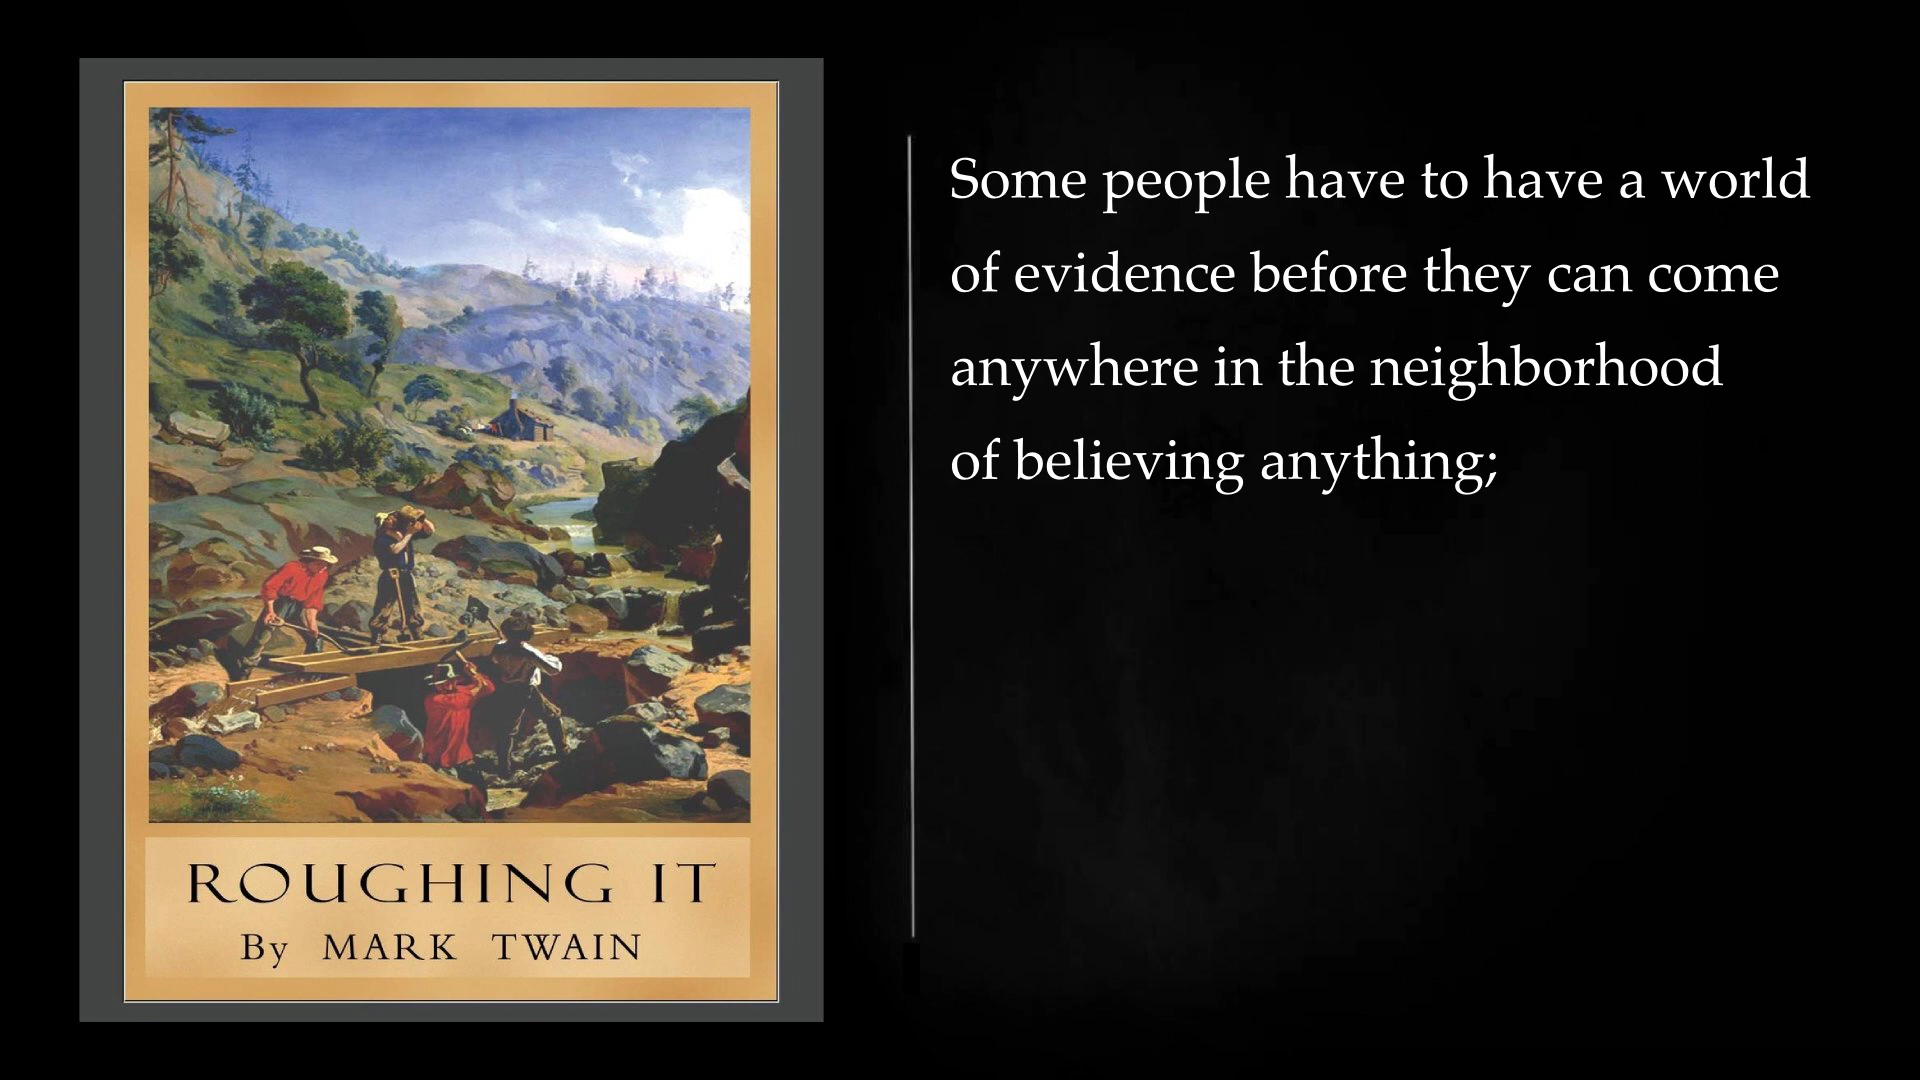 ROUGHING IT
By MARK TWAIN
Some people have to have a world
of evidence before they can come
anywhere in the neighborhood
of believing anything;